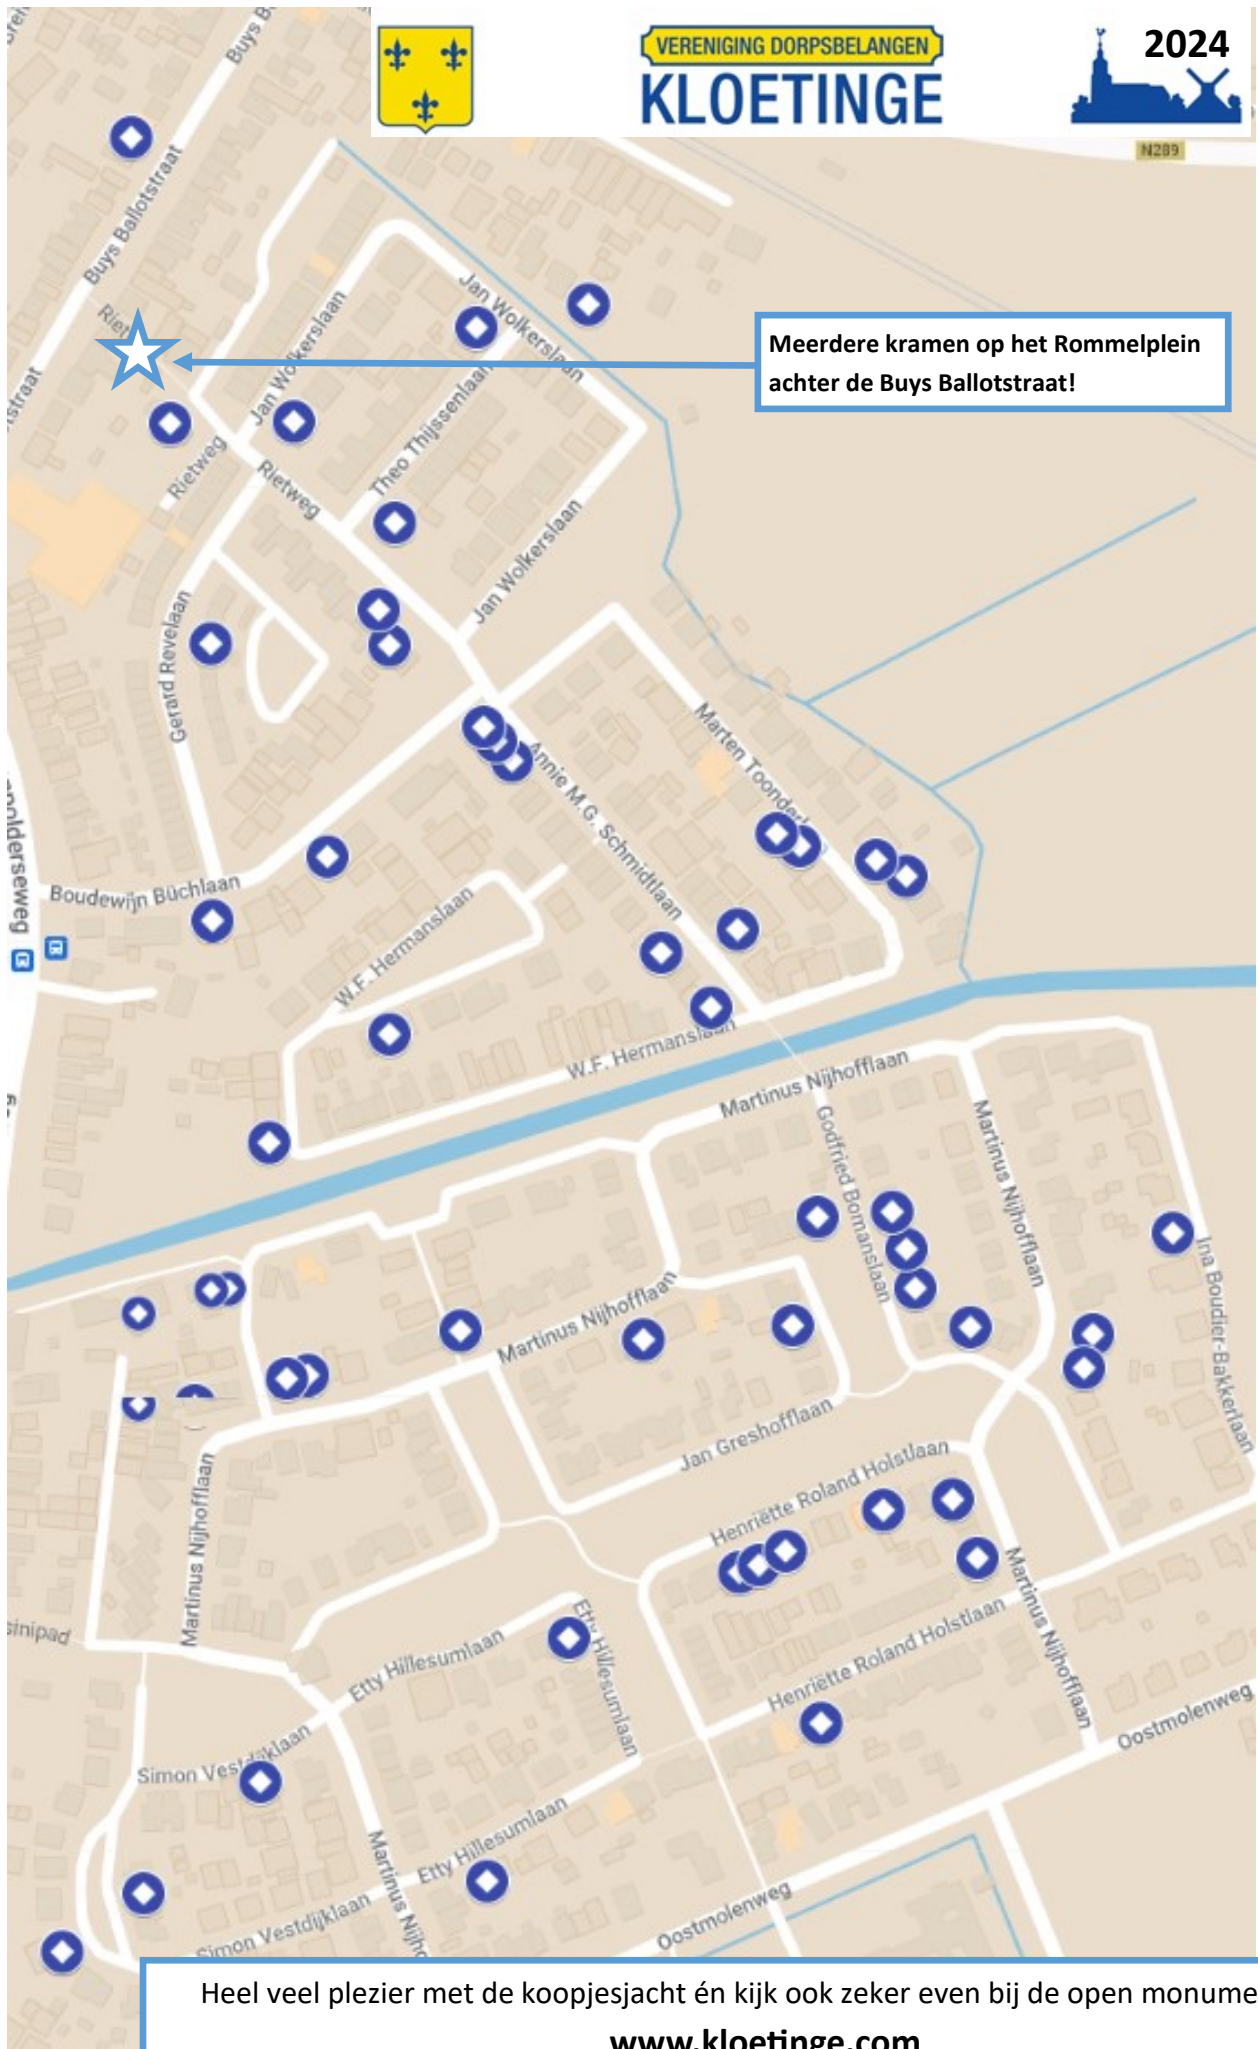 VERENIGING DORPSBELANGEN
KLOETINGE
2024
N289
Buys Ballotstraat
Jan Wolkerslaan
Jan Wolkerslaan
Meerdere kramen op het Rommelplein
achter de Buys Ballotstraat!
Theo Thijssenlaan
Rietweg
Rietweg
Jan Wolkerslaan
Gerard Revelaan
Marten Toonder
Annie M.G. Schmidtlaan
Boudewijn Büchlaan
W.F. Hermanslaan
W.F. Hermanslaan
Martinus Nijhofflaan
Godfried Bomanslaan
Martinus Nijhofflaan
Ina Boudier-Bakkerlaan
Martinus Nijhofflaan
Jan Greshofflaan
Henriëtte Roland Holstlaan
Martinus Nijhofflaan
Martinus Nijhofflaan
sinipad
Etty Hillesumlaan
Etty Hillesumlaan
Henriëtte Roland Holstlaan
Oostmolenweg
Simon Vestdijklaan
Etty Hillesumlaan
Martinus Nijho
Simon Vestdijklaan
Oostmolenweg
Heel veel plezier met de koopjesjacht én kijk ook zeker even bij de open monume
www.kloetinge.com